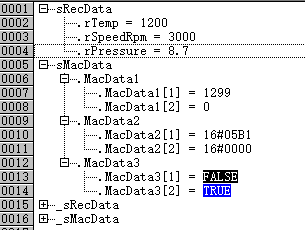 0001 sRecData
0002 .rTemp = 1200
0003 .rSpeedRpm = 3000
0004 .rPressure = 8.7
0005 sMacData
0006 .MacData1
0007 .MacData1[1] = 1299
0008 .MacData1[2] = 0
0009 .MacData2
0010 .MacData2[1] = 16#05B1
0011 .MacData2[2] = 16#0000
0012 .MacData3
0013 .MacData3[1] = FALSE
0014 .MacData3[2] = TRUE
0015 _sRecData
0016 _sMacData